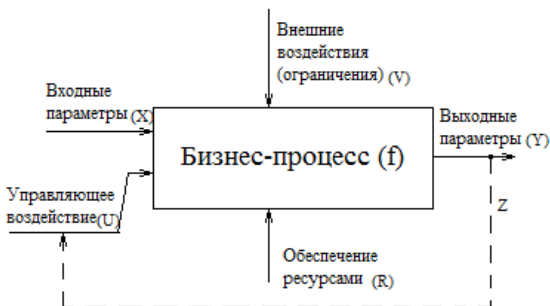 Внешние
воздействия
(ограничения) (V)
Входные
параметры (X)
Выходные
параметры (Y)
Бизнес-процесс (f)
Управляющее
воздействие(U)
Z
Обеспечение
ресурсами (R)